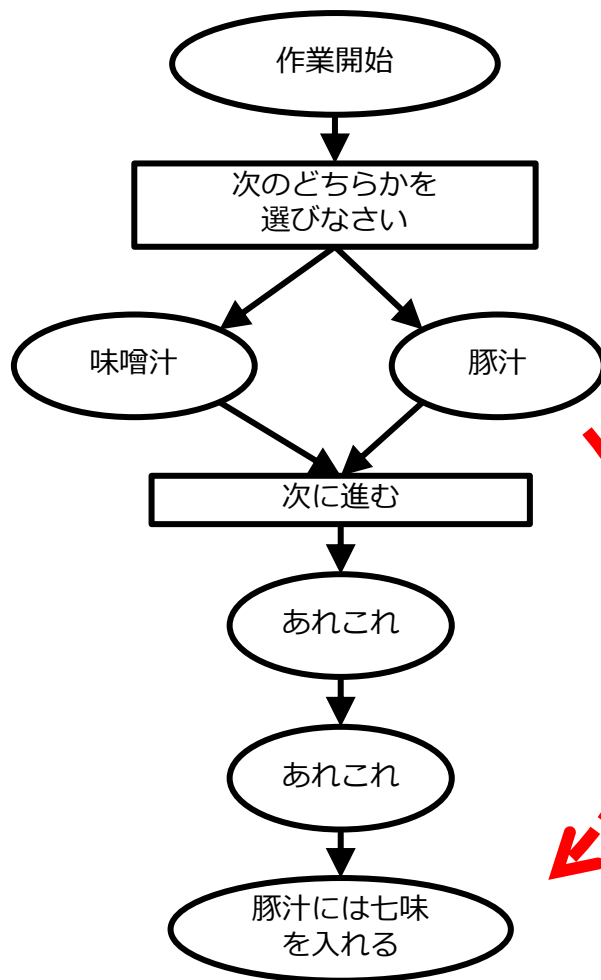 作業開始
次のどちらかを
選びなさい
味噌汁
豚汁
次に進む
あれこれ
あれこれ
豚汁には七味
を入れる